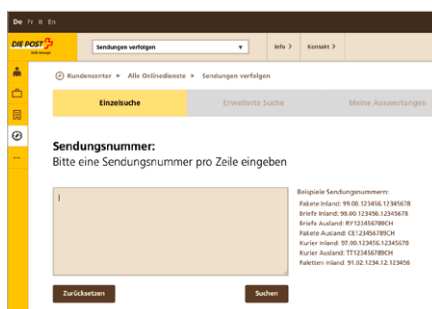 De Fr It En
DIE POST
Sendungen verfolgen
Info
Kontakt
Kundencenter ► Alle Onlinedienste ► Sendungen verfolgen
Einzelsuche
Erweiterte Suche
Meine Auswertungen
Sendungsnummer:
Bitte eine Sendungsnummer pro Zeile eingeben
Beispiele Sendungsnummern:
Pakete Inland: 99.00.123456.12345678
Briefe Inland: 98.00.123456.12345678
Briefe Ausland: RY123456789CH
Pakete Ausland: CE123456789CH
Kurier Inland: 97.00.123456.12345678
Kurier Ausland: TT123456789CH
Paletten Inland: 91.02.1234.12.123456
Zurücksetzen
Suchen